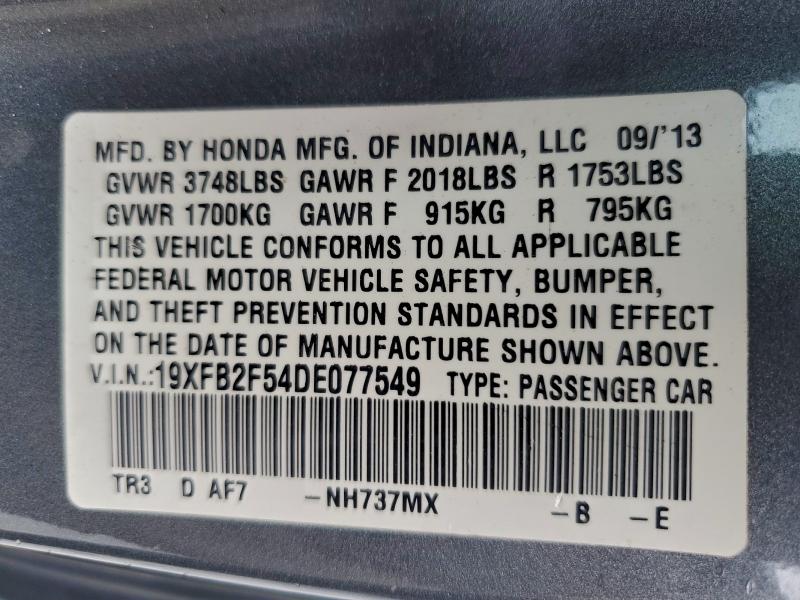 MFD. BY HONDA MFG. OF INDIANA, LLC 09/'13
GVWR 3748LBS GAWR F 2018LBS R 1753LBS
GVWR 1700KG GAWR F 915KG R 795KG
THIS VEHICLE CONFORMS TO ALL APPLICABLE
FEDERAL MOTOR VEHICLE SAFETY, BUMPER,
AND THEFT PREVENTION STANDARDS IN EFFECT
ON THE DATE OF MANUFACTURE SHOWN ABOVE.
V.I.N.:19XFB2F54DE077549 TYPE: PASSENGER CAR
TR3 D AF7 -NH737MX -B -E